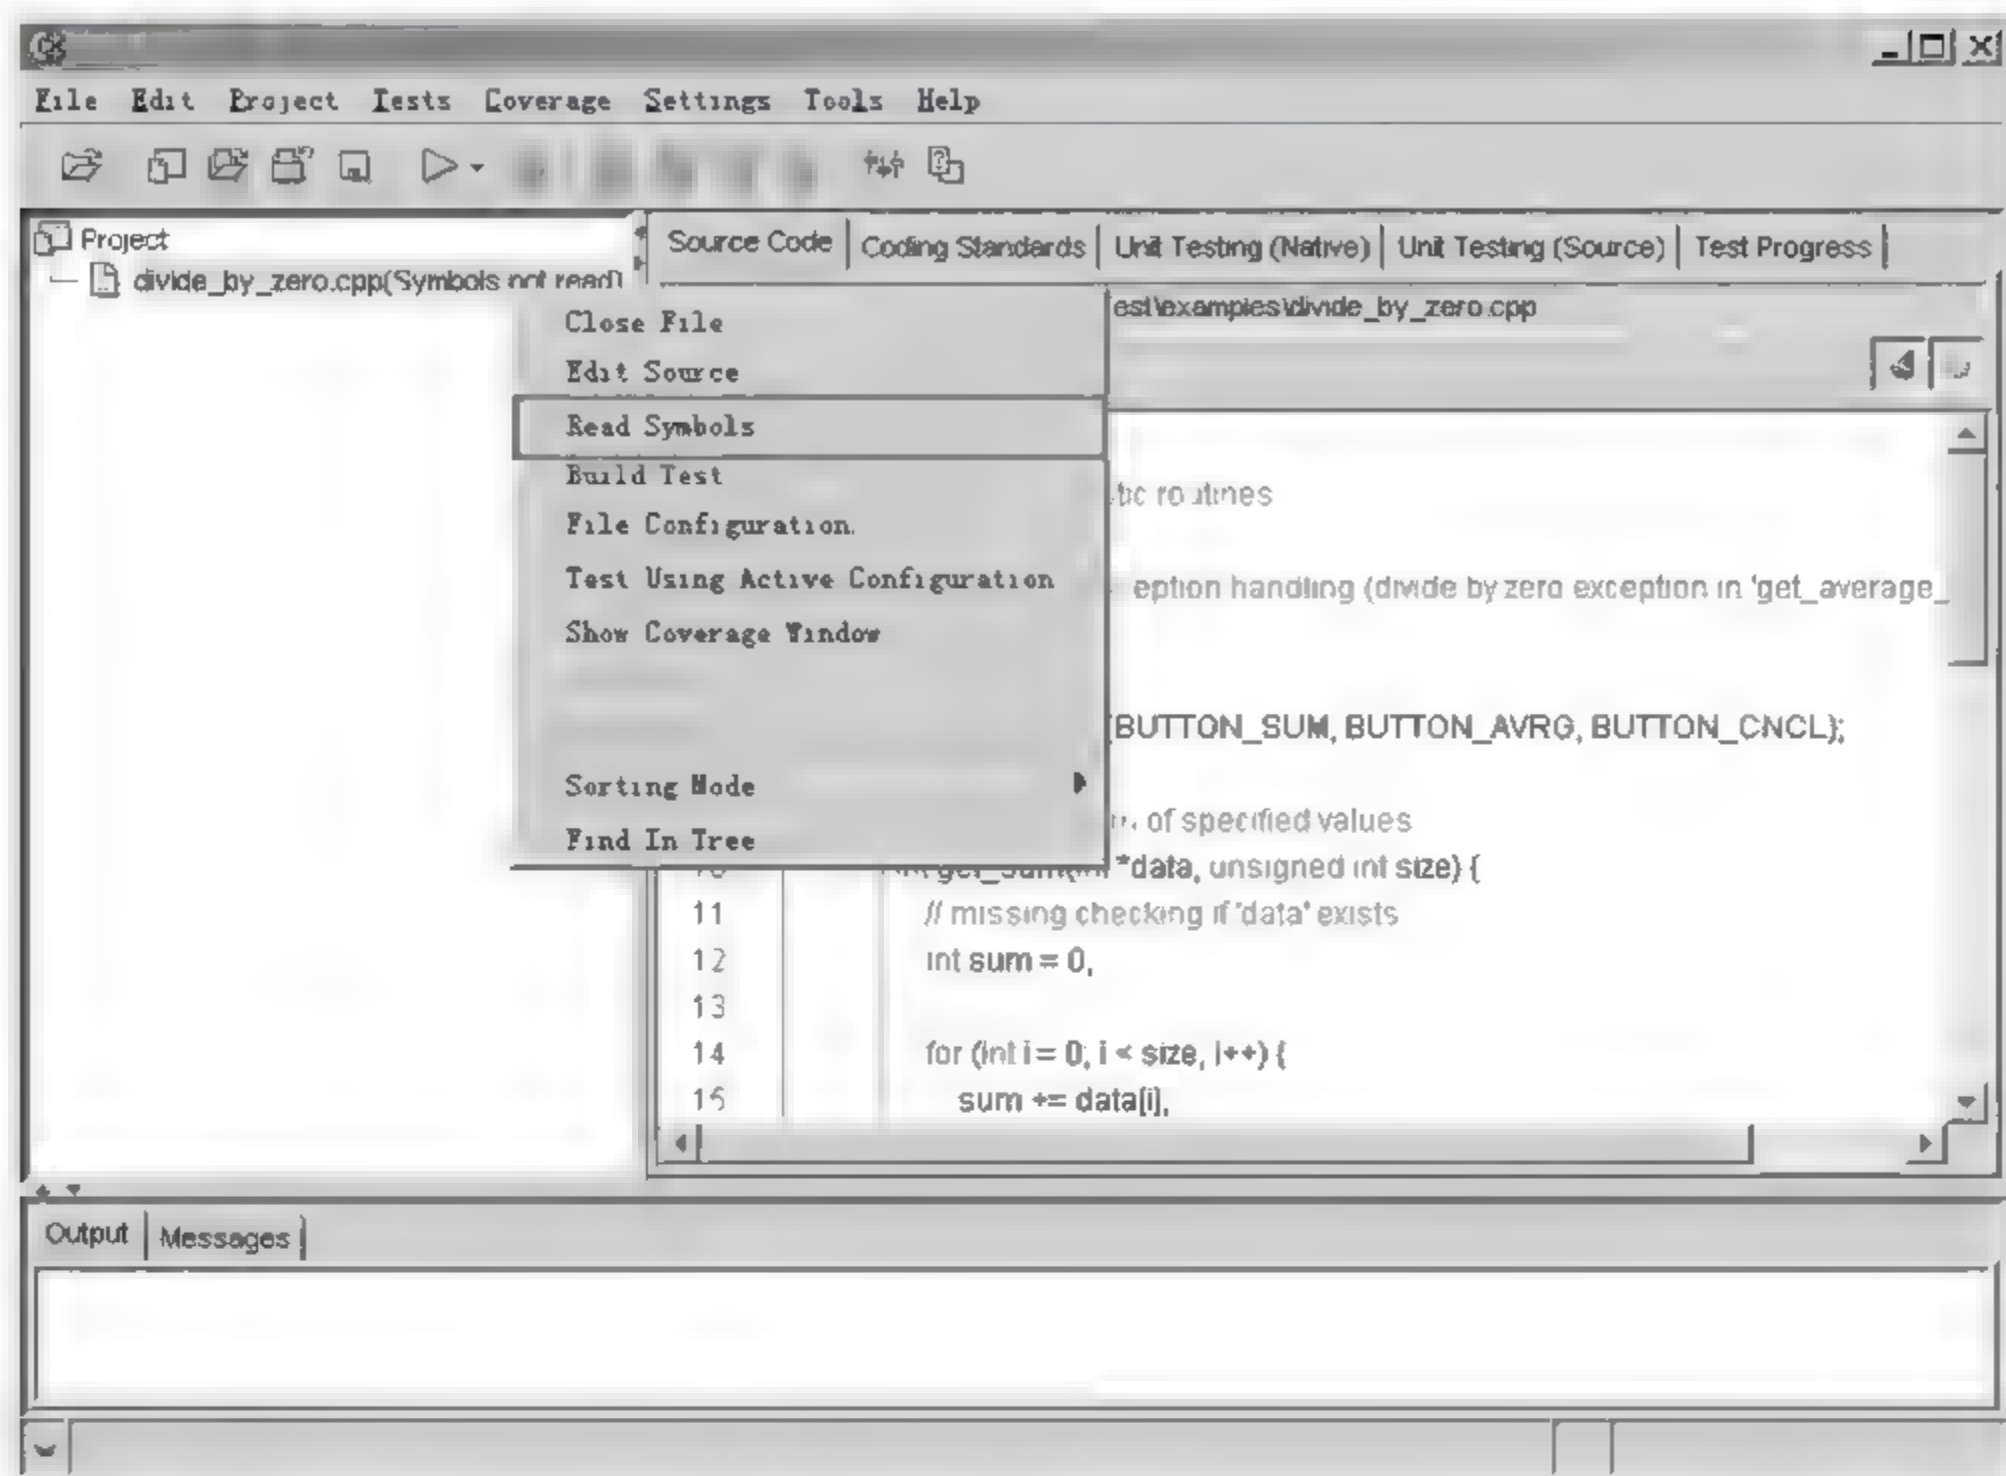 File Edit Project Tests Coverage Settings Tools Help
Project
divide_by_zero.cpp(Symbols not read)
Source Code Coding Standards Unit Testing (Native) Unit Testing (Source) Test Progress
est\examples\divide_by_zero.cpp
Close File
Edit Source
Read Symbols
Build Test
File Configuration.
Test Using Active Configuration
Show Coverage Window
Sorting Mode
Find In Tree
routines
eption handling (divide by zero exception in 'get_average_
{BUTTON_SUM, BUTTON_AVRG, BUTTON_CNCL};
of specified values
*data, unsigned int size) {
11 // missing checking if 'data' exists
12 int sum = 0,
13
14 for (int i = 0; i < size, i++) {
15 sum += data[i],
Output Messages